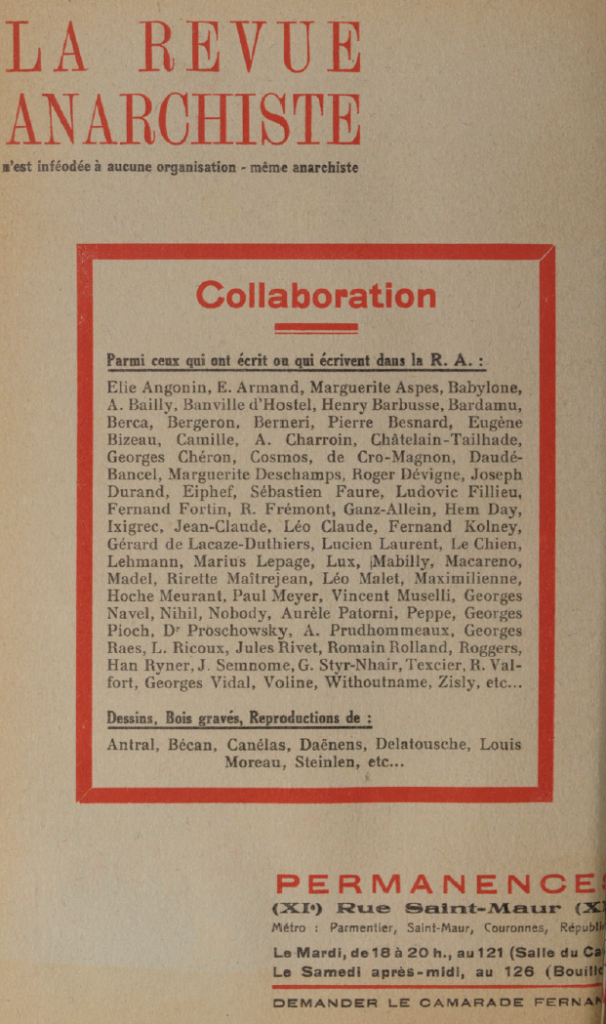 LA REVUE
ANARCHISTE
n'est inféodée à aucune organisation - même anarchiste
Collaboration
Parmi ceux qui ont écrit ou qui écrivent dans la R. A. :
Elie Angonin, E. Armand, Marguerite Aspes, Babylone,
A. Bailly, Banville d'Hostel, Henry Barbusse, Bardamu,
Berca, Bergeron, Berneri, Pierre Besnard, Eugène
Bizeau, Camille, A. Charroin, Châtelain-Tailhade,
Georges Chéron, Cosmos, de Cro-Magnon, Daudé-
Bancel, Marguerite Deschamps, Roger Dévigne, Joseph
Durand, Eiphef, Sébastien Faure, Ludovic Fillieu,
Fernand Fortin, R. Frémont, Ganz-Allein, Hem Day,
Ixigrec, Jean-Claude, Léo Claude, Fernand Kolney,
Gérard de Lacaze-Duthiers, Lucien Laurent, Le Chien,
Lehmann, Marius Lepage, Lux, Mabilly, Macareno,
Madel, Rirette Maîtrejean, Léo Malet, Maximilienne,
Hoche Meurant, Paul Meyer, Vincent Muselli, Georges
Navel, Nihil, Nobody, Aurèle Patorni, Peppe, Georges
Pioch, Dr Proschowsky, A. Prudhommeaux, Georges
Raes, L. Ricoux, Jules Rivet, Romain Rolland, Roggers,
Han Ryner, J. Semnome, G. Styr-Nhair, Texcier, R. Val-
fort, Georges Vidal, Voline, Withoutname, Zisly, etc...
Dessins, Bois gravés, Reproductions de :
Antral, Bécan, Canélas, Daënens, Delatousche, Louis
Moreau, Steinlen, etc...
PERMANENCE
(XIe) Rue Saint-Maur (X
Métro : Parmentier, Saint-Maur, Couronnes, Républi
Le Mardi, de 18 à 20 h., au 121 (Salle du Ca
Le Samedi après-midi, au 126 (Bouill
DEMANDER LE CAMARADE FERNAN